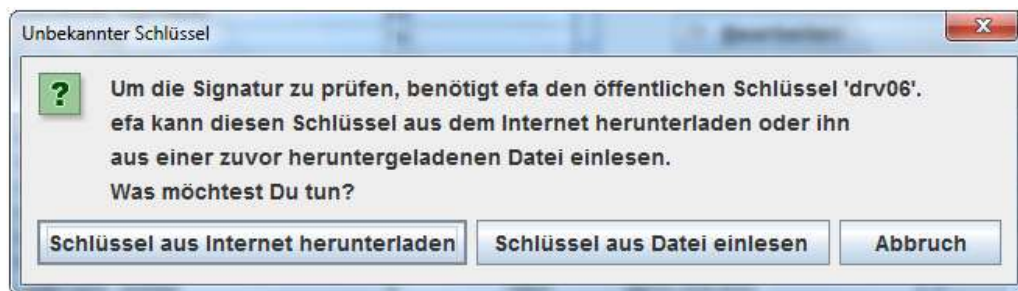 Unbekannter Schlüssel
Um die Signatur zu prüfen, benötigt efa den öffentlichen Schlüssel 'drv06'.
efa kann diesen Schlüssel aus dem Internet herunterladen oder ihn
aus einer zuvor heruntergeladenen Datei einlesen.
Was möchtest Du tun?
Schlüssel aus Internet herunterladen Schlüssel aus Datei einlesen Abbruch